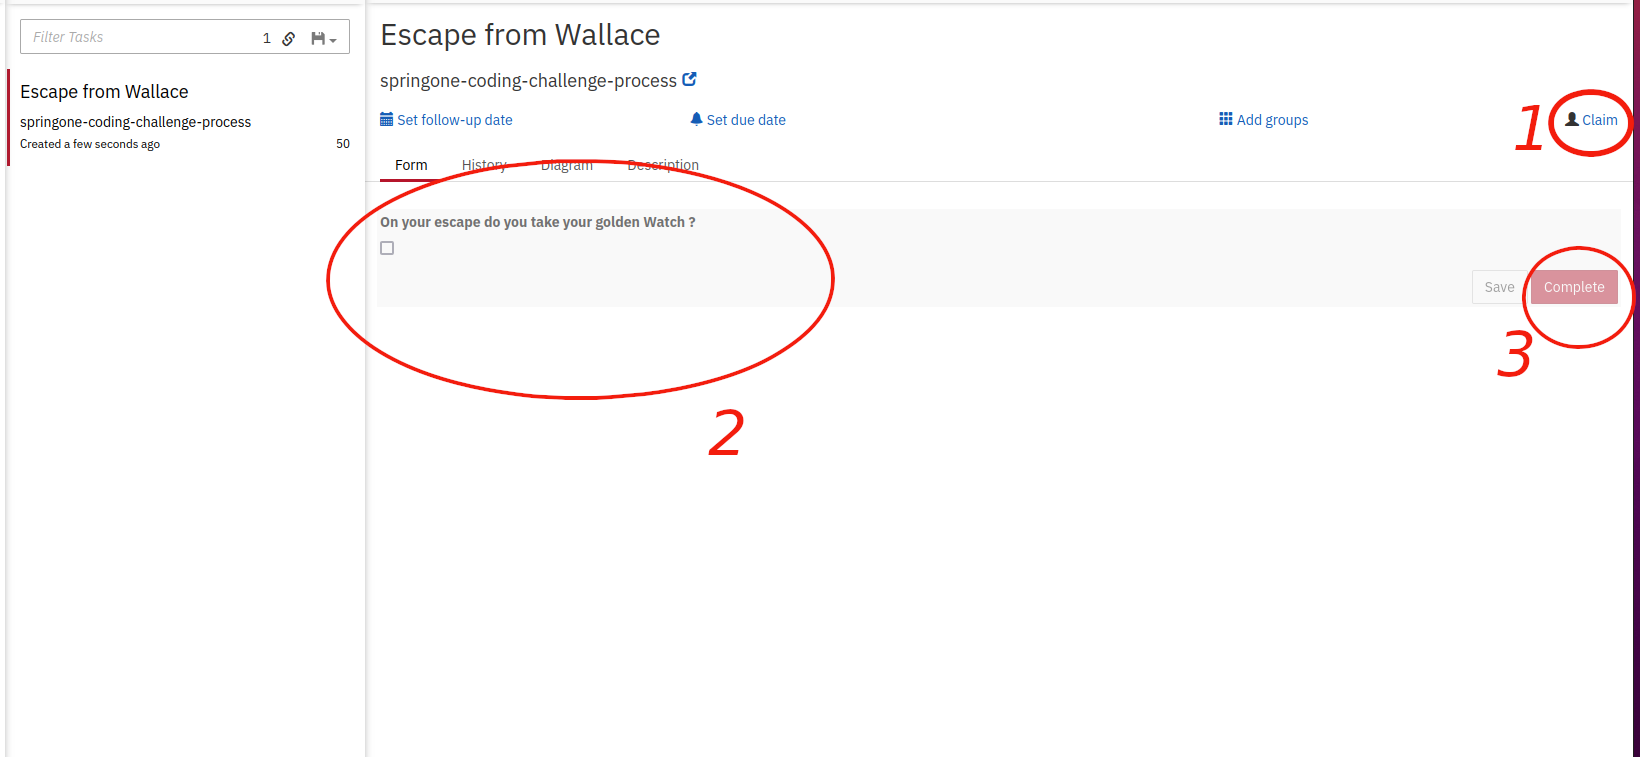 Filter Tasks 1
Escape from Wallace
springone-coding-challenge-process
Created a few seconds ago 50
Escape from Wallace
springone-coding-challenge-process
Set follow-up date Set due date Add groups Claim
1
Form History Diagram Description
On your escape do you take your golden Watch ?
Save Complete
3
2